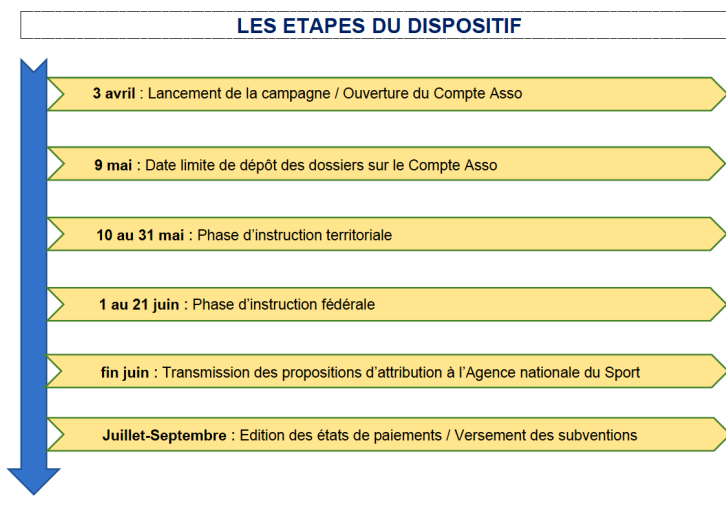 LES ETAPES DU DISPOSITIF
3 avril : Lancement de la campagne / Ouverture du Compte Asso
9 mai : Date limite de dépôt des dossiers sur le Compte Asso
10 au 31 mai : Phase d’instruction territoriale
1 au 21 juin : Phase d’instruction fédérale
fin juin : Transmission des propositions d’attribution à l’Agence nationale du Sport
Juillet-Septembre : Edition des états de paiements / Versement des subventions